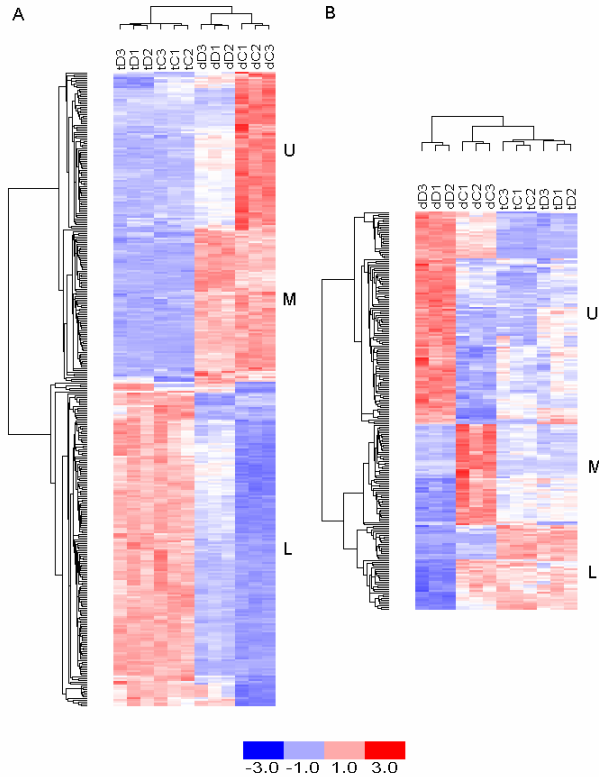 A
B
tD3 tD1 tD2 tC3 tC1 tC2 dD3 dD1 dD2 dC1 dC2 dC3
U
M
L
dD3 dD1 dD2 dC1 dC2 dC3 tC3 tC1 tC2 tD3 tD1 tD2
U
M
L
-3.0 -1.0 1.0 3.0